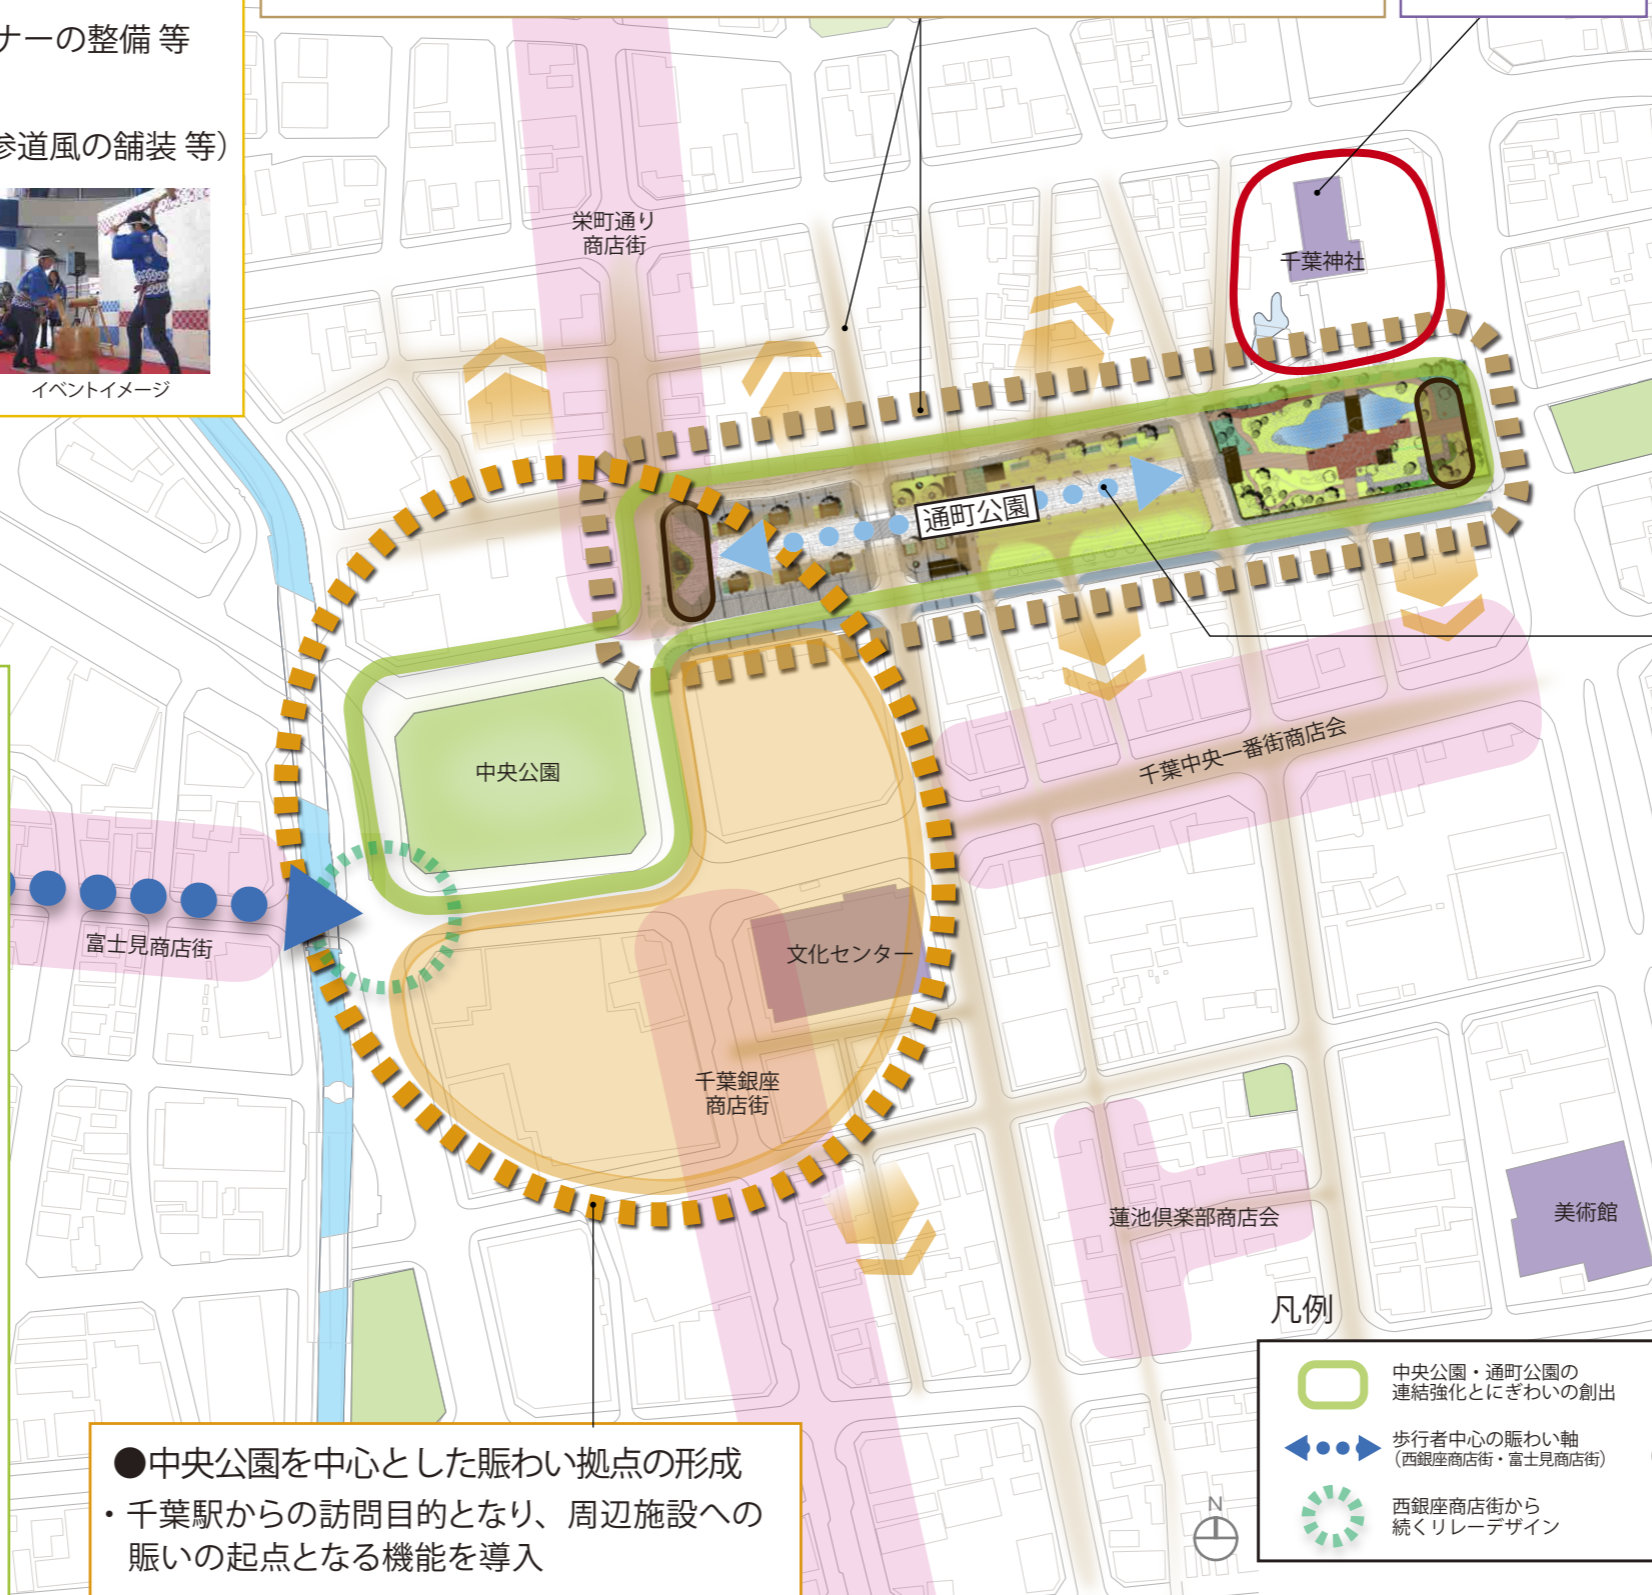 ナーの整備 等
参道風の舗装 等）
イベントイメージ
栄町通り
商店街
千葉神社
通町公園
中央公園
千葉中央一番街商店会
富士見商店街
文化センター
千葉銀座
商店街
蓮池倶楽部商店会
美術館
●中央公園を中心とした賑わい拠点の形成
・千葉駅からの訪問目的となり、周辺施設への
賑いの起点となる機能を導入
N
凡例
中央公園・通町公園の
連結強化とにぎわいの創出
歩行者中心の賑わい軸
（西銀座商店街・富士見商店街）
西銀座商店街から
続くリレーデザイン